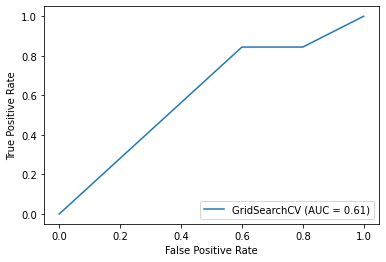 1.0
0.8
0.6
0.4
0.2
0.0
True Positive Rate
GridSearchCV (AUC = 0.61)
0.0 0.2 0.4 0.6 0.8 1.0
False Positive Rate